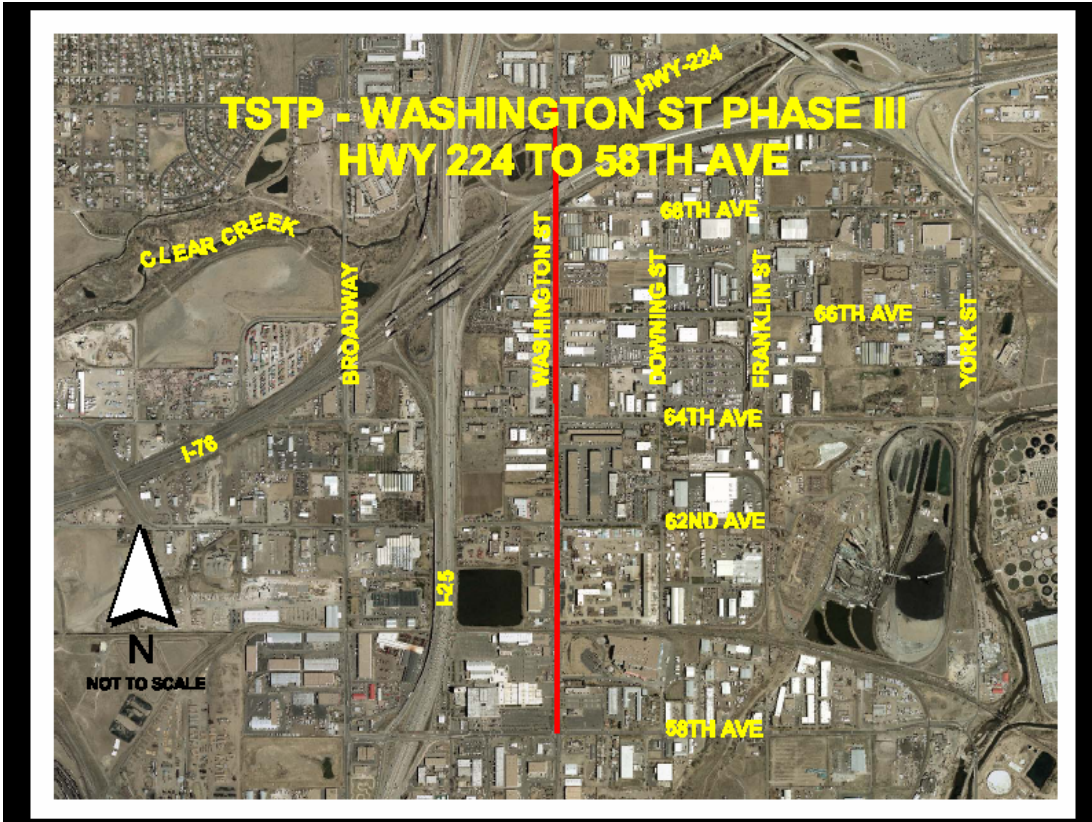 HWY-224
TSTP - WASHINGTON ST PHASE III
HWY 224 TO 58TH AVE
68TH AVE
CLEAR CREEK
WASHINGTON ST
DOWNING ST
FRANKLIN ST
BROADWAY
66TH AVE
YORK ST
64TH AVE
I-76
62ND AVE
I-25
N
NOT TO SCALE
58TH AVE